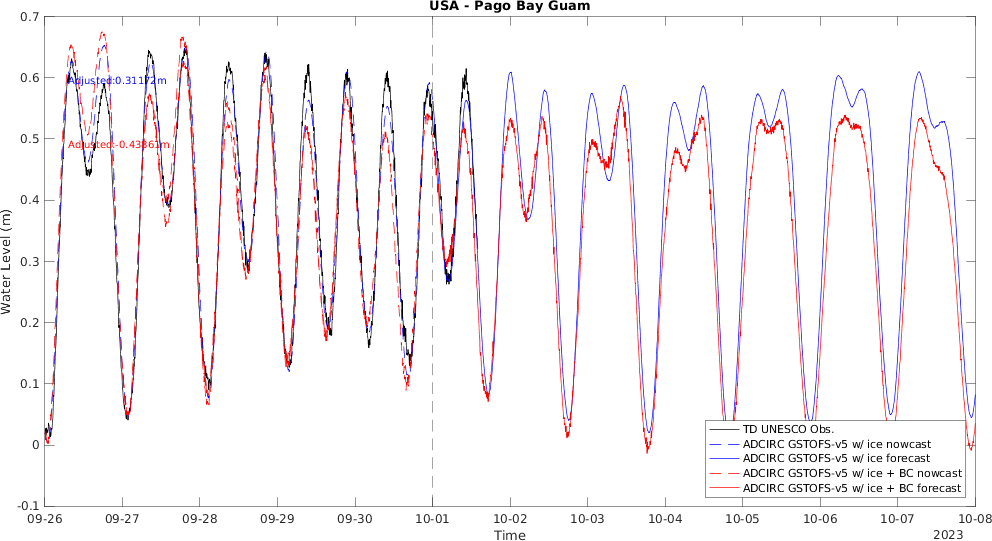 USA - Pago Bay Guam
0.7
0.6
0.5
0.4
0.3
0.2
0.1
0
-0.1
Water Level (m)
Adjusted:0.31172m
Adjusted:-0.43361m
TD UNESCO Obs.
ADCIRC GSTOFS-v5 w/ ice nowcast
ADCIRC GSTOFS-v5 w/ ice forecast
ADCIRC GSTOFS-v5 w/ ice + BC nowcast
ADCIRC GSTOFS-v5 w/ ice + BC forecast
09-26 09-27 09-28 09-29 09-30 10-01 10-02 10-03 10-04 10-05 10-06 10-07 10-08
Time
2023